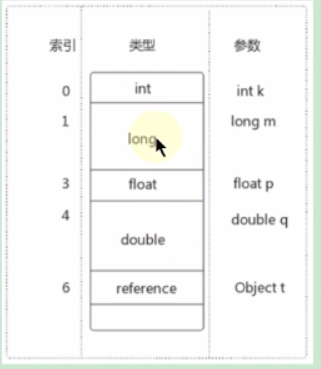 索引 类型 参数
0 int int k
1 long long m
3 float float p
4 double double q
6 reference Object t